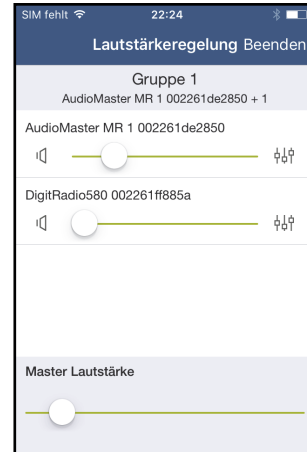 SIM fehlt 22:24
Lautstärkeregelung Beenden
Gruppe 1
AudioMaster MR 1 002261de2850 + 1
AudioMaster MR 1 002261de2850
DigitRadio580 002261ff885a
Master Lautstärke